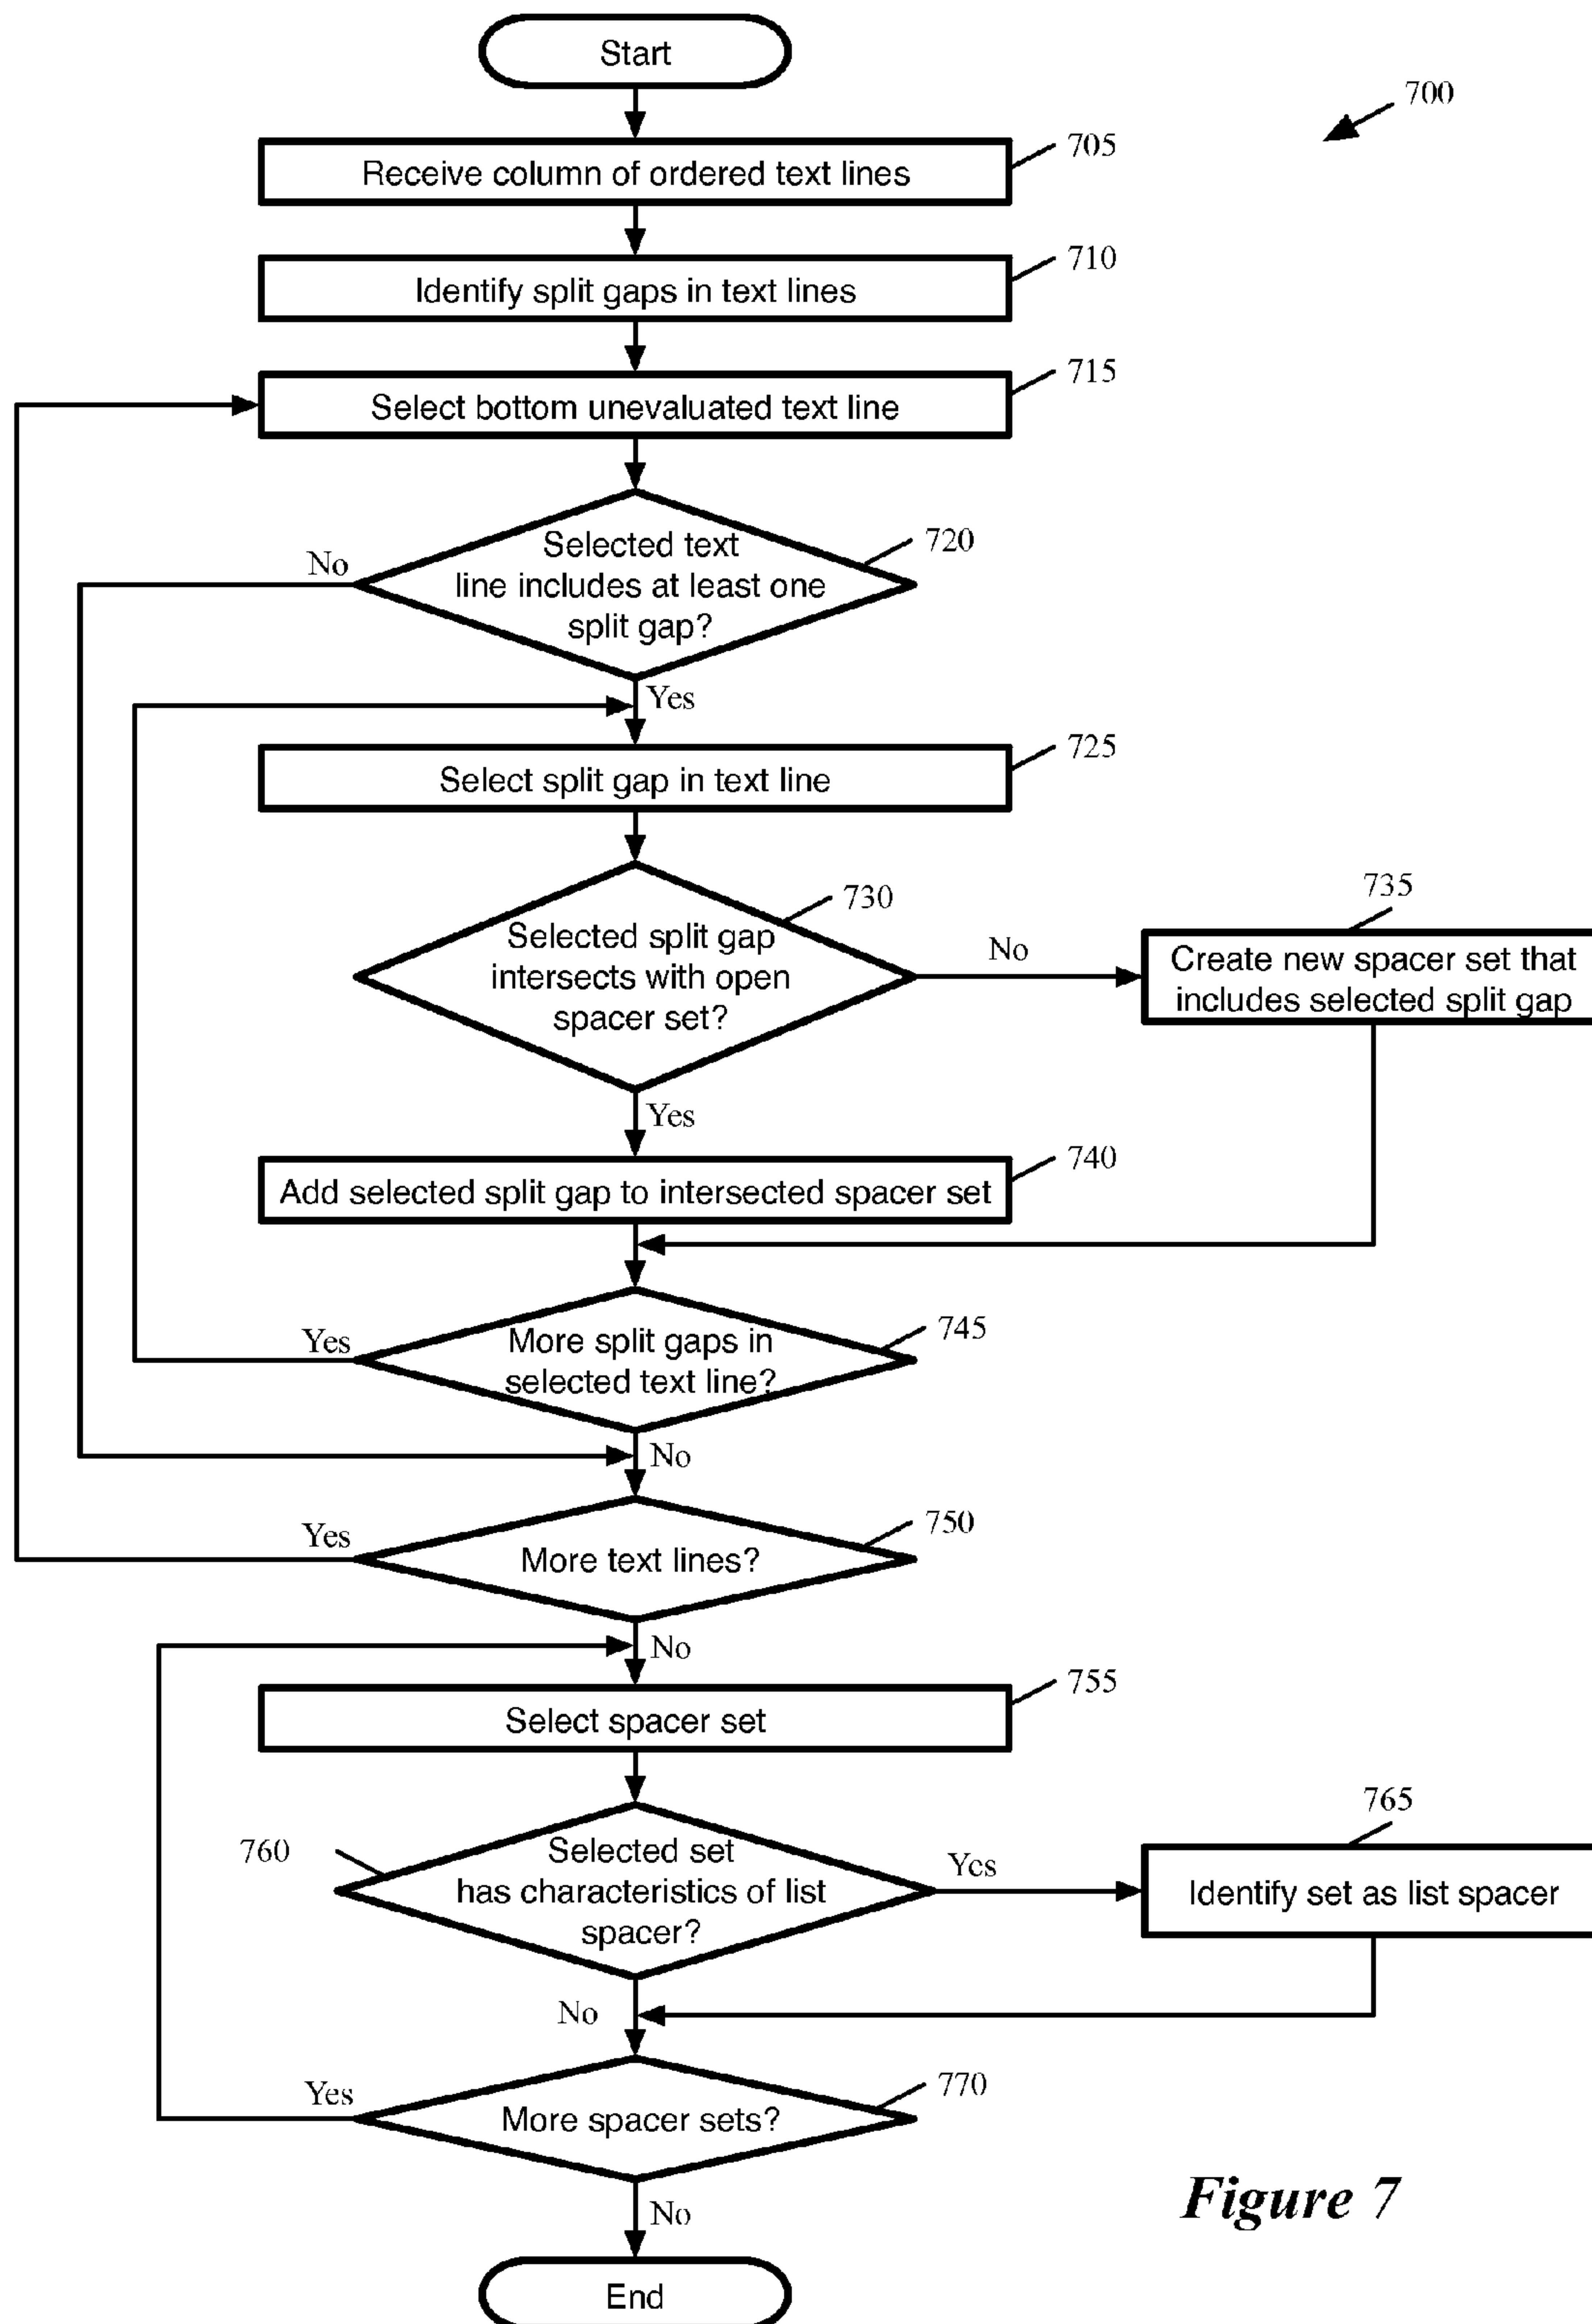 Start
700
Receive column of ordered text lines
705
Identify split gaps in text lines
710
Select bottom unevaluated text line
715
Selected text
line includes at least one
split gap?
720
No
Yes
Select split gap in text line
725
Selected split gap
intersects with open
spacer set?
730
No
735
Create new spacer set that
includes selected split gap
Yes
Add selected split gap to intersected spacer set
740
More split gaps in
selected text line?
745
Yes
No
More text lines?
750
Yes
No
Select spacer set
755
Selected set
has characteristics of list
spacer?
760
Yes
765
Identify set as list spacer
No
More spacer sets?
770
Yes
No
End
Figure 7